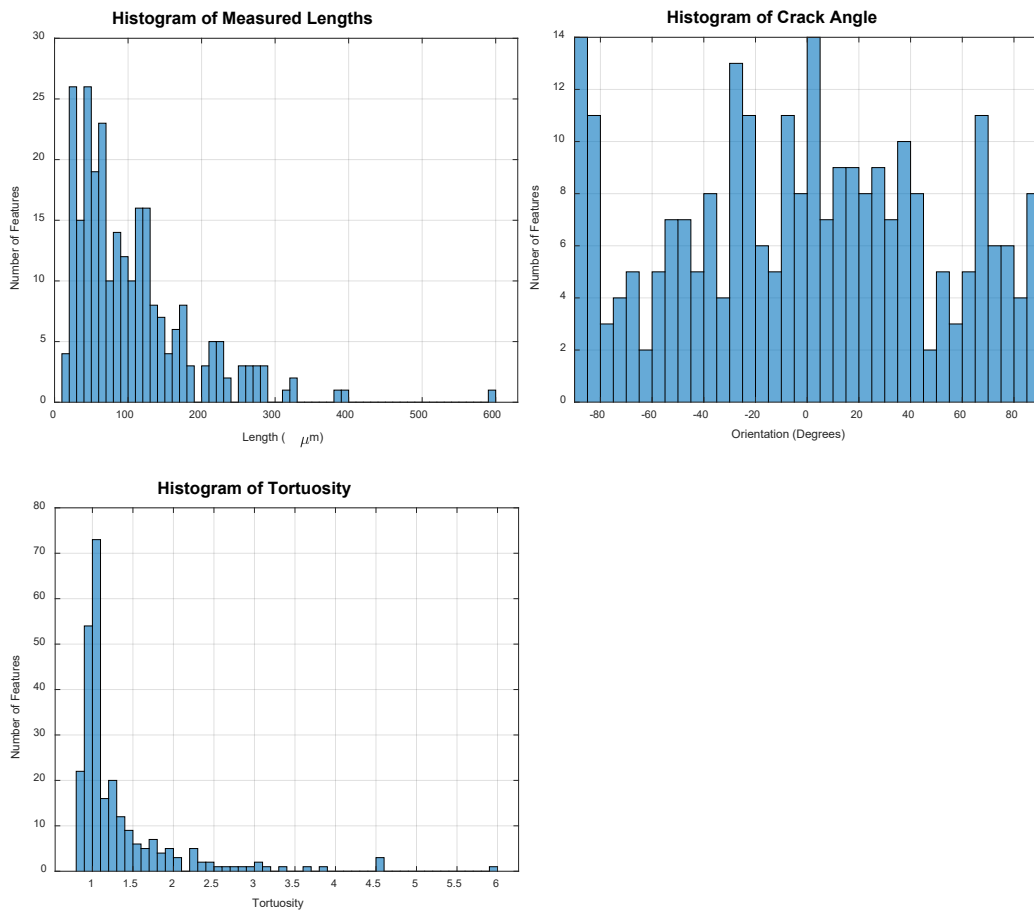 Histogram of Measured Lengths
30
25
20
15
10
5
0
0 100 200 300 400 500 600
Number of Features
Length ( μm)
Histogram of Crack Angle
14
12
10
8
6
4
2
0
-80 -60 -40 -20 0 20 40 60 80
Number of Features
Orientation (Degrees)
Histogram of Tortuosity
80
70
60
50
40
30
20
10
0
1 1.5 2 2.5 3 3.5 4 4.5 5 5.5 6
Number of Features
Tortuosity